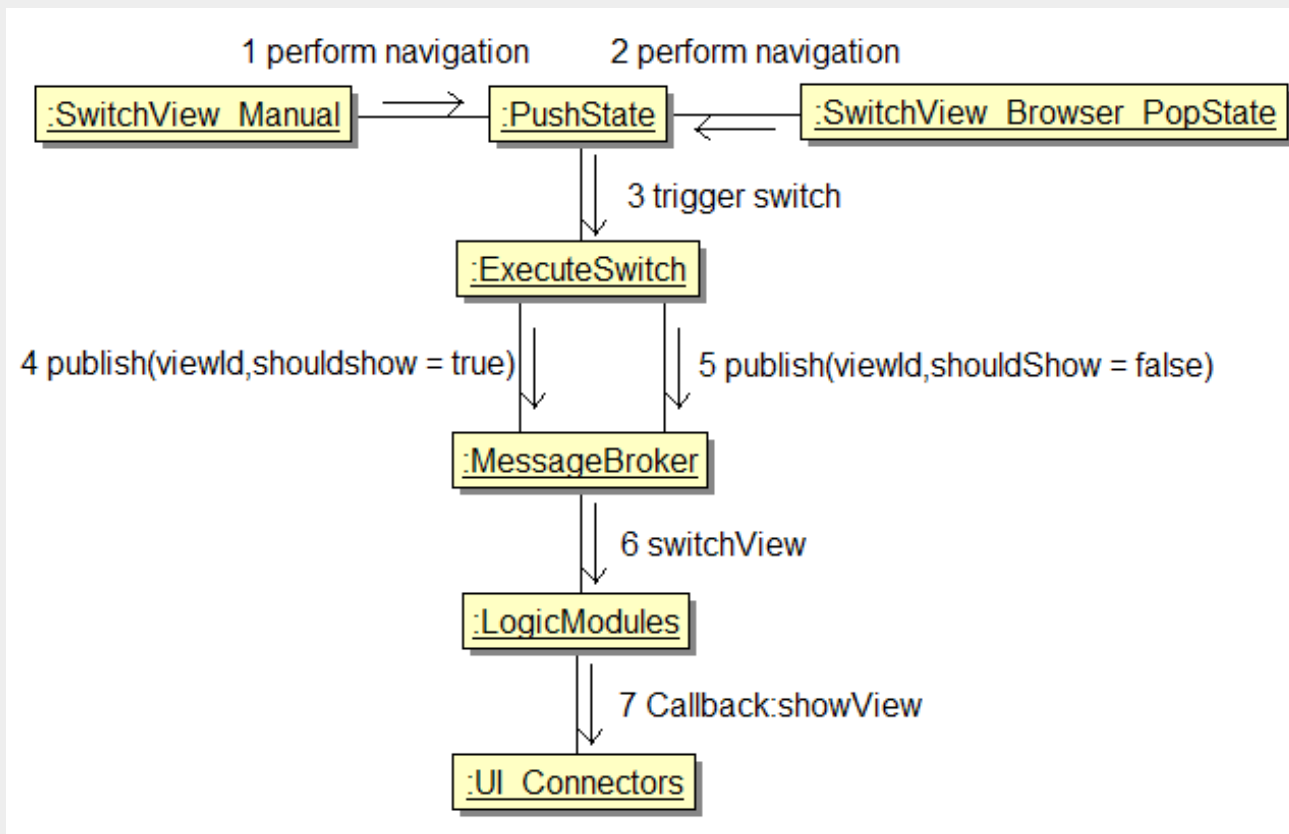 1 perform navigation
2 perform navigation
:SwitchView_Manual
:PushState
:SwitchView_Browser_PopState
3 trigger switch
:ExecuteSwitch
4 publish(viewId,shouldshow = true)
5 publish(viewId,shouldShow = false)
:MessageBroker
6 switchView
:LogicModules
7 Callback:showView
:UI_Connectors